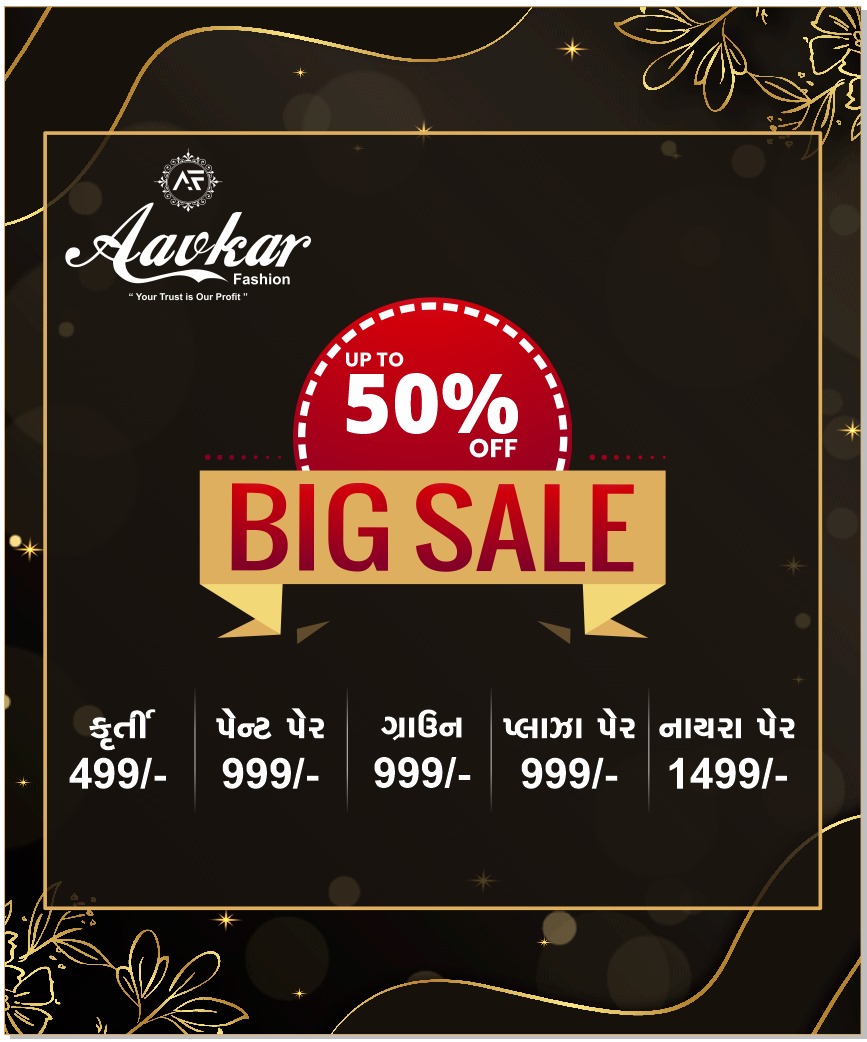 AF
Aavkar
Fashion
“ Your Trust is Our Profit ”
UP TO
50%
OFF
BIG SALE
કૃર્તી
499/-
પેન્ટ પેર
999/-
ગ્રાઉન
999/-
પ્લાઝા પેર
999/-
નાયરા પેર
1499/-